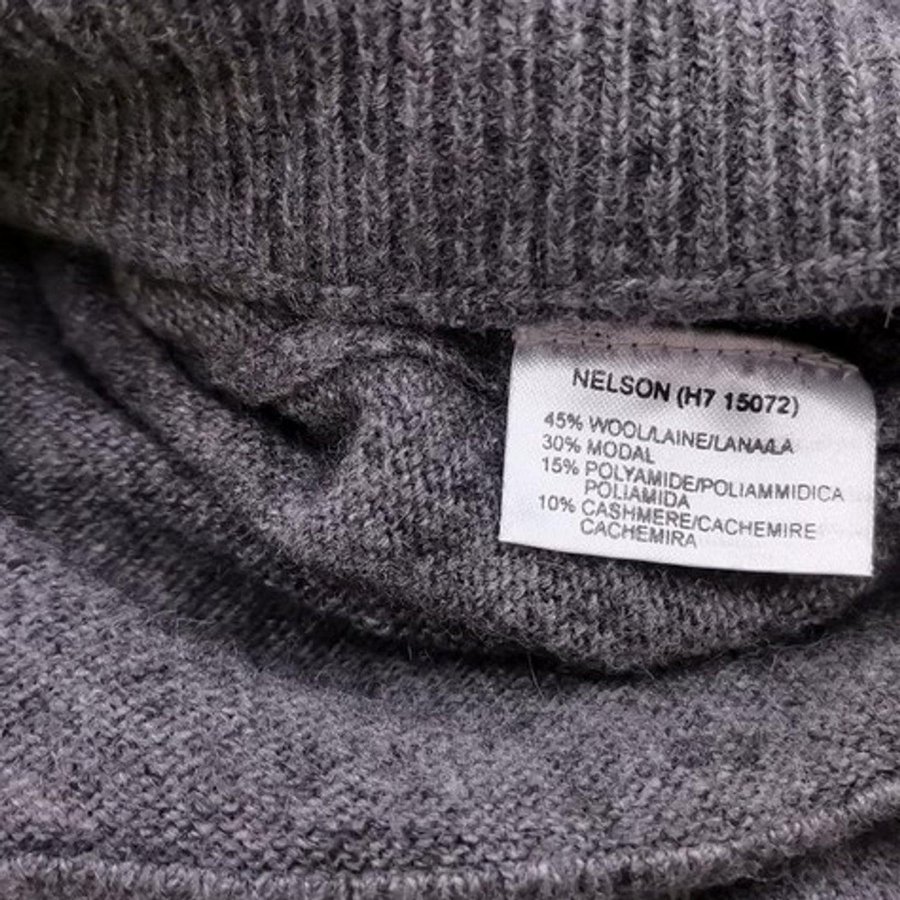 NELSON (H7 15072)
45% WOOL/LAINE/LANA/LA
30% MODAL
15% POLYAMIDE/POLIAMMIDICA
POLIAMIDA
10% CASHMERE/CACHEMIRE
CACHEMIRA